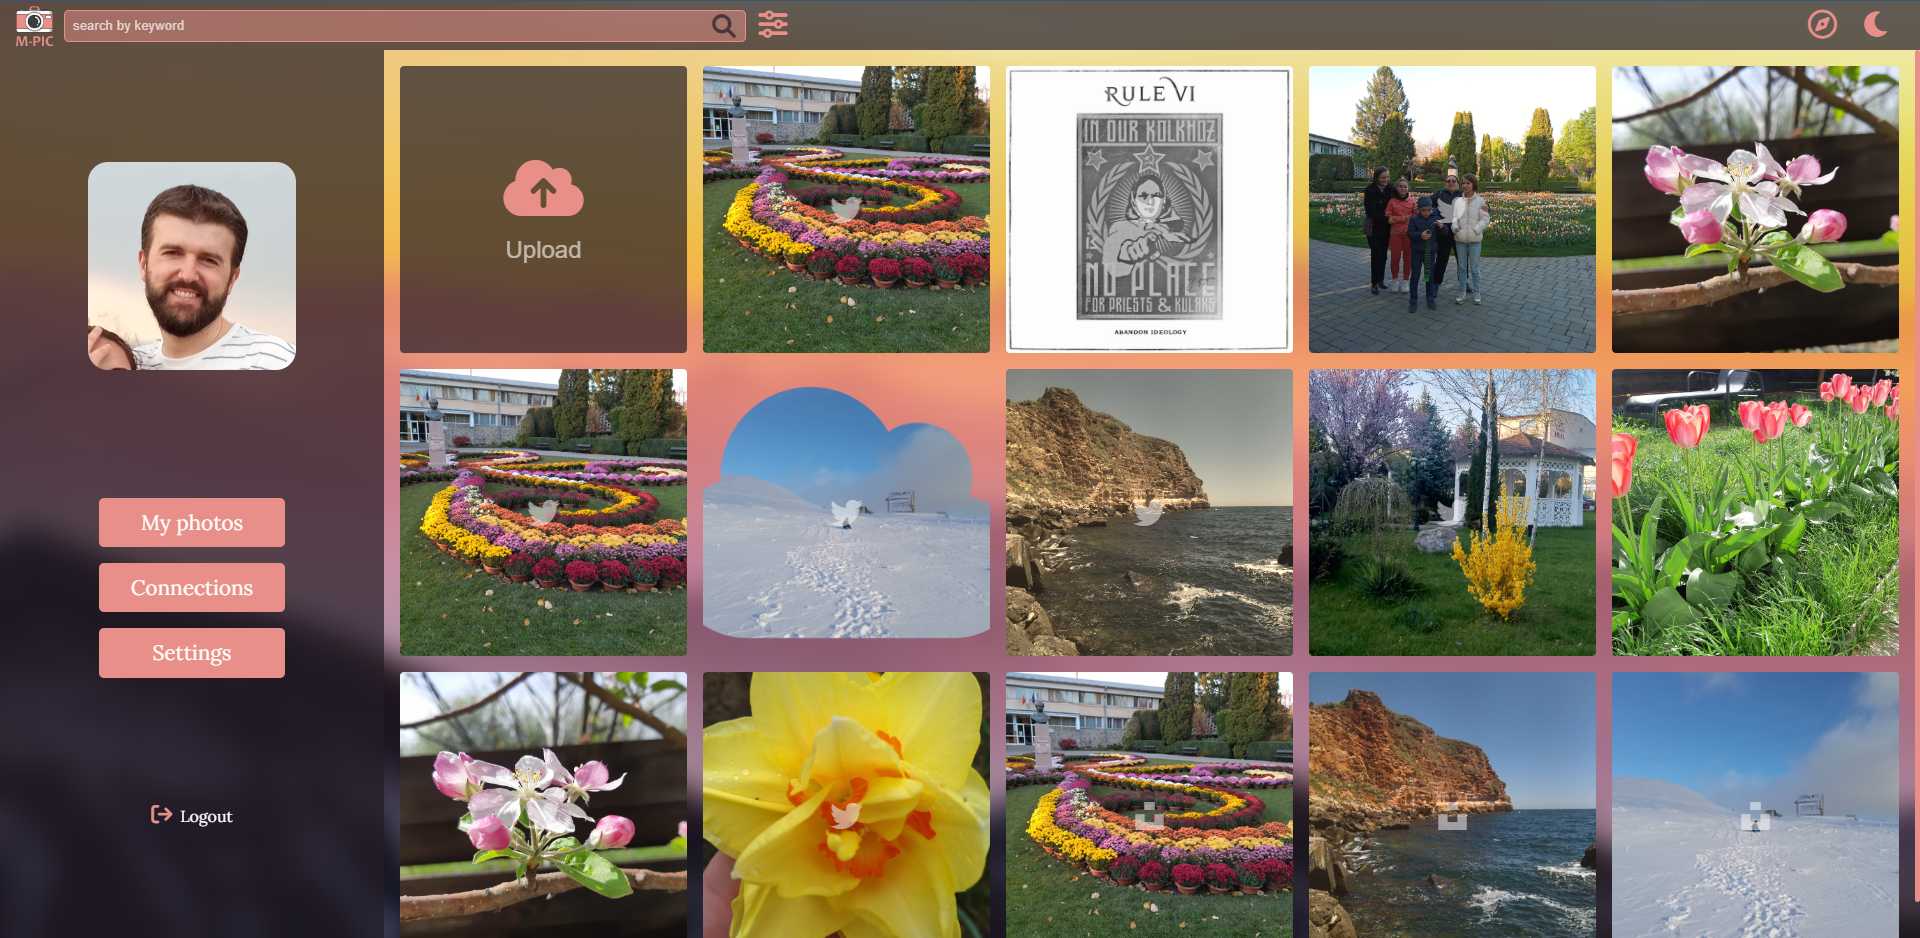 M-PIC
search by keyword
Upload
RULE VI
IN OUR KOLKHOZ
IS
NO PLACE
FOR PRIESTS & KULAKS
ABANDON IDEOLOGY
My photos
Connections
Settings
Logout